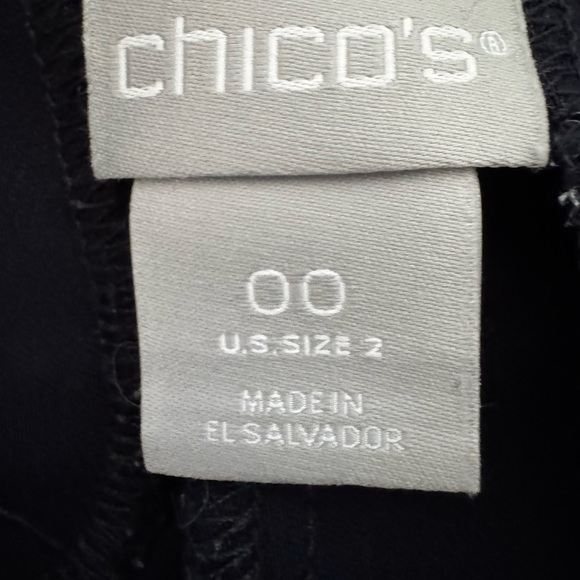 chico's®
00
U.S. SIZE 2
MADE IN
EL SALVADOR